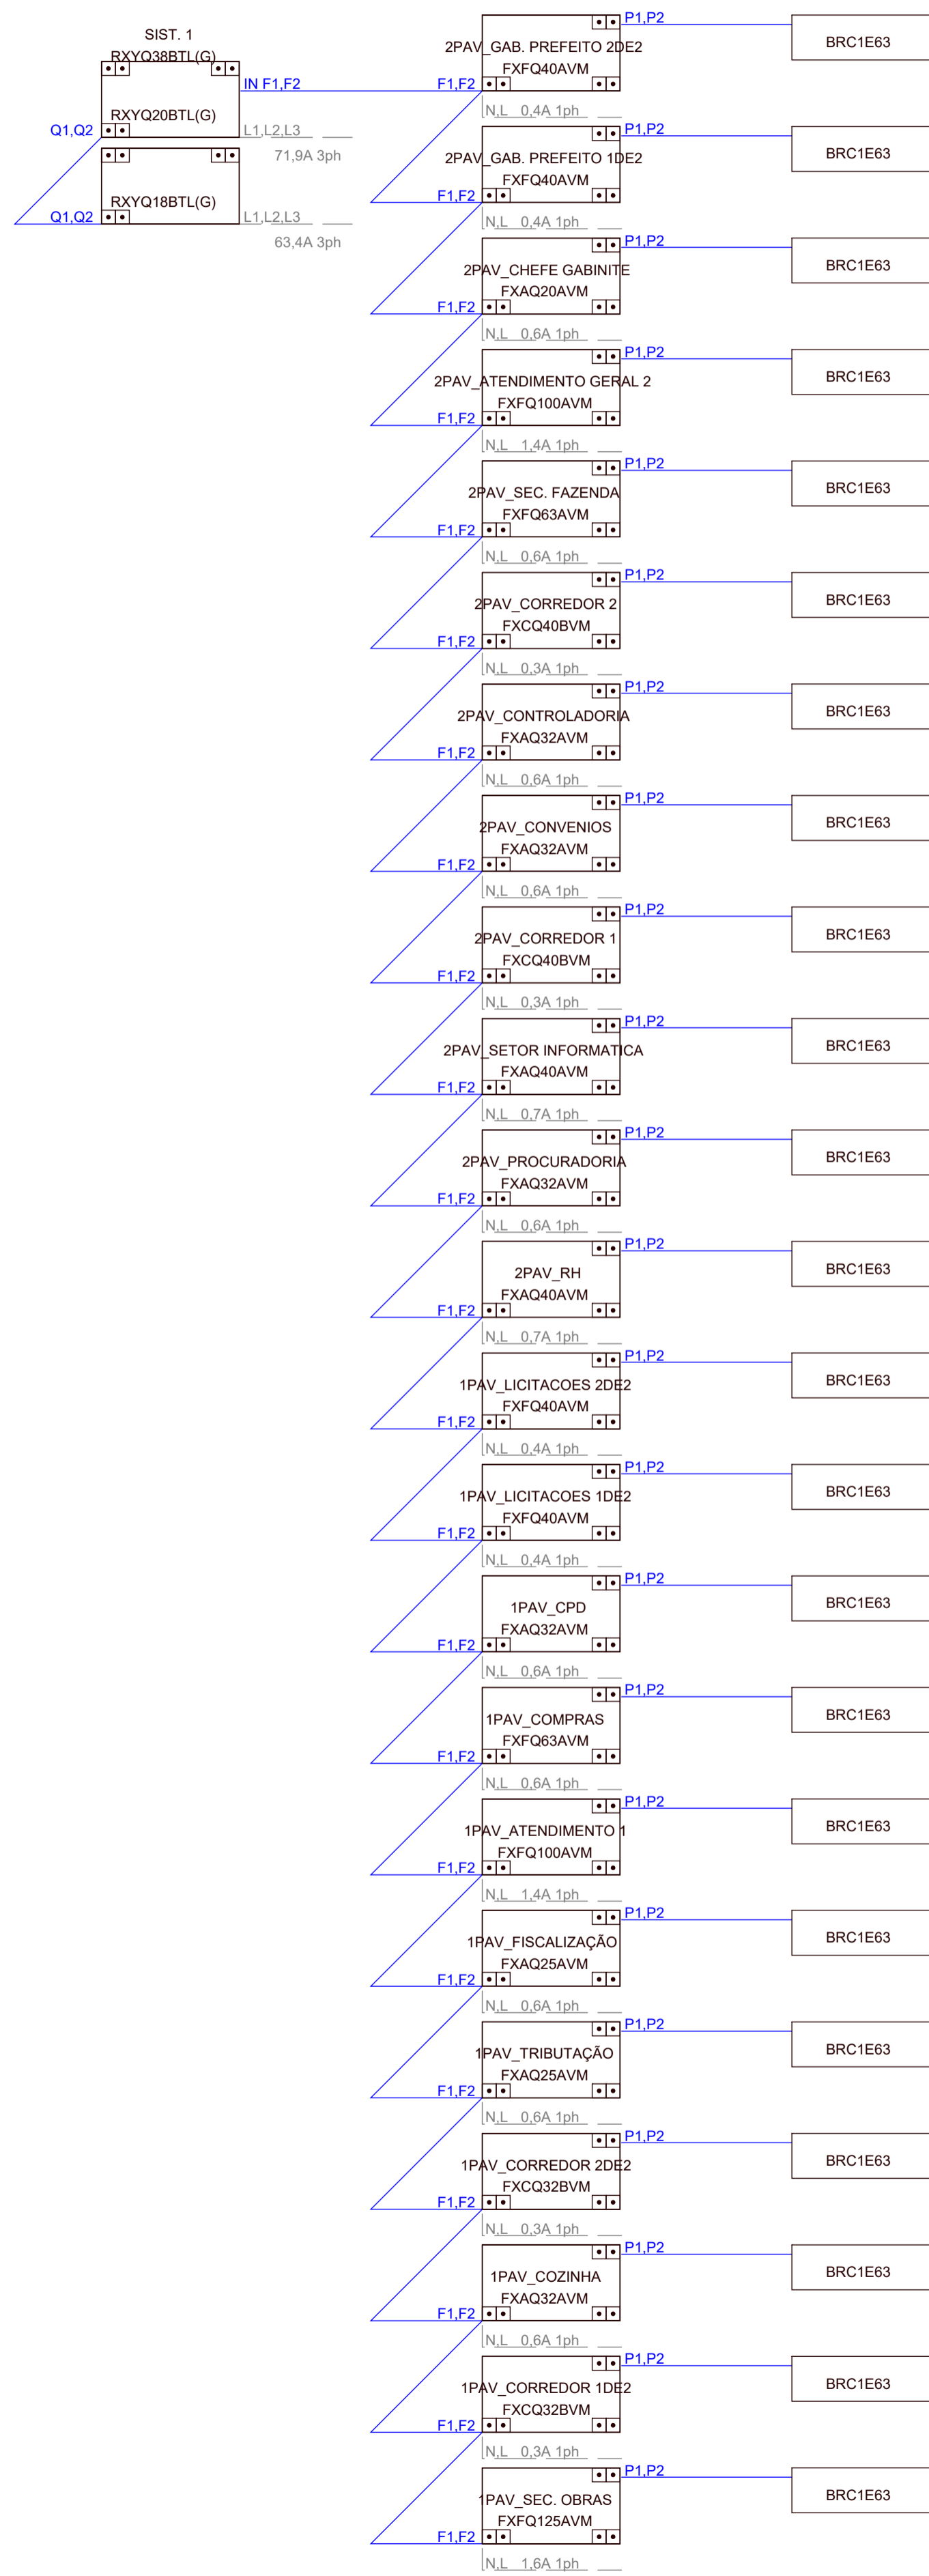 SIST. 1
RXYQ38BTL(G)
IN F1,F2
RXYQ20BTL(G)
Q1,Q2
L1,L2,L3
71,9A 3ph
RXYQ18BTL(G)
Q1,Q2
L1,L2,L3
63,4A 3ph
P1,P2
2PAV_GAB. PREFEITO 2DE2
BRC1E63
FXFQ40AVM
F1,F2
N,L 0,4A 1ph
P1,P2
2PAV_GAB. PREFEITO 1DE2
BRC1E63
FXFQ40AVM
F1,F2
N,L 0,4A 1ph
P1,P2
2PAV_CHEFE GABINITE
BRC1E63
FXAQ20AVM
F1,F2
N,L 0,6A 1ph
P1,P2
2PAV_ATENDIMENTO GERAL 2
BRC1E63
FXFQ100AVM
F1,F2
N,L 1,4A 1ph
P1,P2
2PAV_SEC. FAZENDA
BRC1E63
FXFQ63AVM
F1,F2
N,L 0,6A 1ph
P1,P2
2PAV_CORREDOR 2
BRC1E63
FXCQ40BVM
F1,F2
N,L 0,3A 1ph
P1,P2
2PAV_CONTROLADORIA
BRC1E63
FXAQ32AVM
F1,F2
N,L 0,6A 1ph
P1,P2
2PAV_CONVENIOS
BRC1E63
FXAQ32AVM
F1,F2
N,L 0,6A 1ph
P1,P2
2PAV_CORREDOR 1
BRC1E63
FXCQ40BVM
F1,F2
N,L 0,3A 1ph
P1,P2
2PAV_SETOR INFORMATICA
BRC1E63
FXAQ40AVM
F1,F2
N,L 0,7A 1ph
P1,P2
2PAV_PROCURADORIA
BRC1E63
FXAQ32AVM
F1,F2
N,L 0,6A 1ph
P1,P2
2PAV_RH
BRC1E63
FXAQ40AVM
F1,F2
N,L 0,7A 1ph
P1,P2
1PAV_LICITACOES 2DE2
BRC1E63
FXFQ40AVM
F1,F2
N,L 0,4A 1ph
P1,P2
1PAV_LICITACOES 1DE2
BRC1E63
FXFQ40AVM
F1,F2
N,L 0,4A 1ph
P1,P2
1PAV_CPD
BRC1E63
FXAQ32AVM
F1,F2
N,L 0,6A 1ph
P1,P2
1PAV_COMPRAS
BRC1E63
FXFQ63AVM
F1,F2
N,L 0,6A 1ph
P1,P2
1PAV_ATENDIMENTO 1
BRC1E63
FXFQ100AVM
F1,F2
N,L 1,4A 1ph
P1,P2
1PAV_FISCALIZAÇÃO
BRC1E63
FXAQ25AVM
F1,F2
N,L 0,6A 1ph
P1,P2
1PAV_TRIBUTAÇÃO
BRC1E63
FXAQ25AVM
F1,F2
N,L 0,6A 1ph
P1,P2
1PAV_CORREDOR 2DE2
BRC1E63
FXCQ32BVM
F1,F2
N,L 0,3A 1ph
P1,P2
1PAV_COZINHA
BRC1E63
FXAQ32AVM
F1,F2
N,L 0,6A 1ph
P1,P2
1PAV_CORREDOR 1DE2
BRC1E63
FXCQ32BVM
F1,F2
N,L 0,3A 1ph
P1,P2
1PAV_SEC. OBRAS
BRC1E63
FXFQ125AVM
F1,F2
N,L 1,6A 1ph